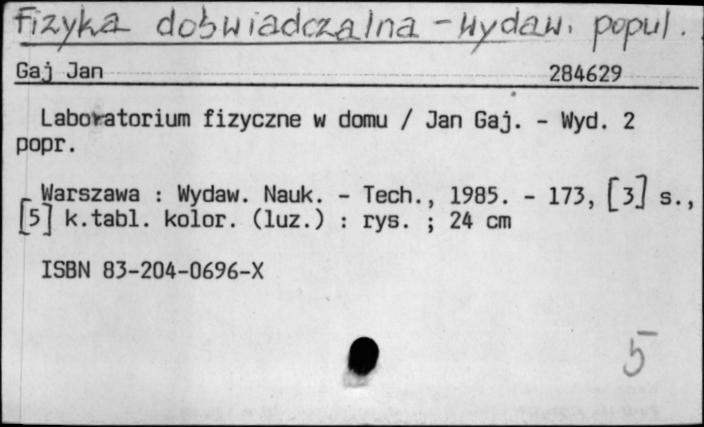 fizyka doświadczalna - wydaw. popul.
Gaj Jan 284629
Laboratorium fizyczne w domu / Jan Gaj. - Wyd. 2
popr.
Warszawa : Wydaw. Nauk. - Tech., 1985. - 173, [3] s.,
[5] k.tabl. kolor. (luz.) : rys. ; 24 cm
ISBN 83-204-0696-X
5